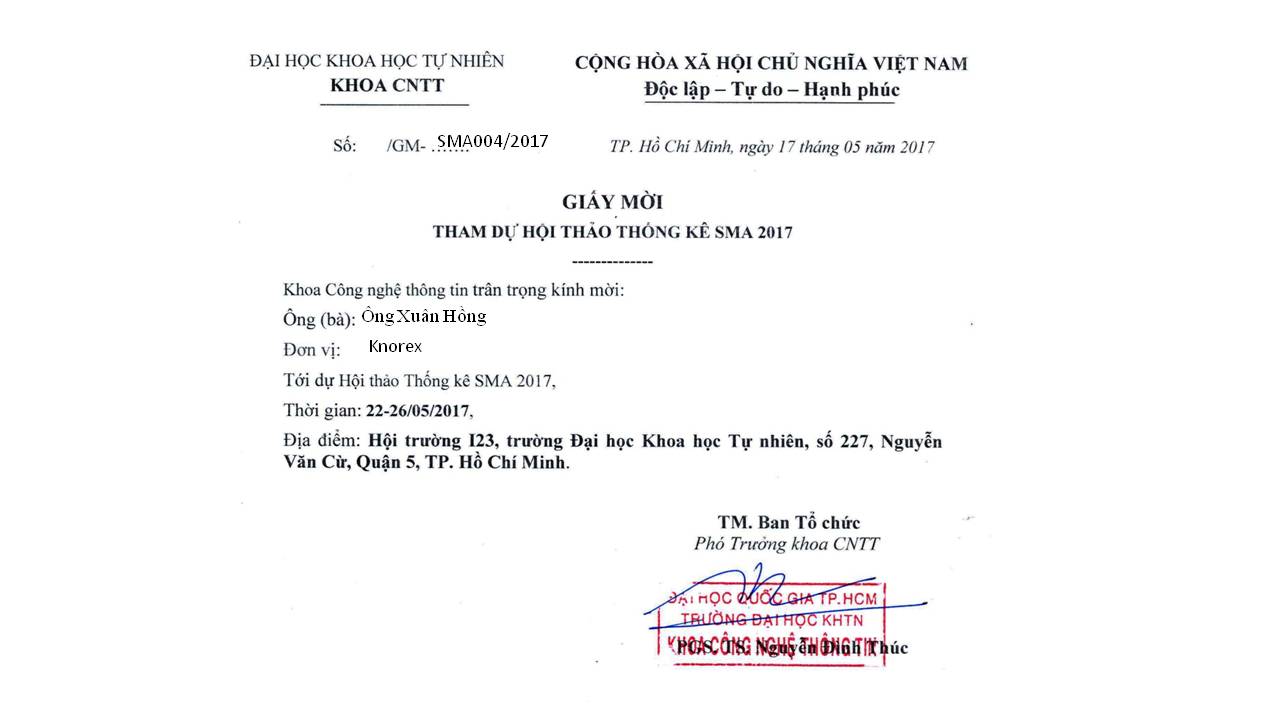 ĐẠI HỌC KHOA HỌC TỰ NHIÊN
KHOA CNTT
CỘNG HÒA XÃ HỘI CHỦ NGHĨA VIỆT NAM
Độc lập – Tự do – Hạnh phúc
Số: /GM- ....... SMA004/2017
TP. Hồ Chí Minh, ngày 17 tháng 05 năm 2017
GIẤY MỜI
THAM DỰ HỘI THẢO THỐNG KÊ SMA 2017
--------------
Khoa Công nghệ thông tin trân trọng kính mời:
Ông (bà): Ông Xuân Hồng
Đơn vị: Knorex
Tới dự Hội thảo Thống kê SMA 2017,
Thời gian: 22-26/05/2017,
Địa điểm: Hội trường I23, trường Đại học Khoa học Tự nhiên, số 227, Nguyễn
Văn Cừ, Quận 5, TP. Hồ Chí Minh.
TM. Ban Tổ chức
Phó Trưởng khoa CNTT
ĐẠI HỌC QUỐC GIA TP.HCM
TRƯỜNG ĐẠI HỌC KHTN
KHOA CÔNG NGHỆ THÔNG TIN
PGS. TS. Nguyễn Đình Thúc